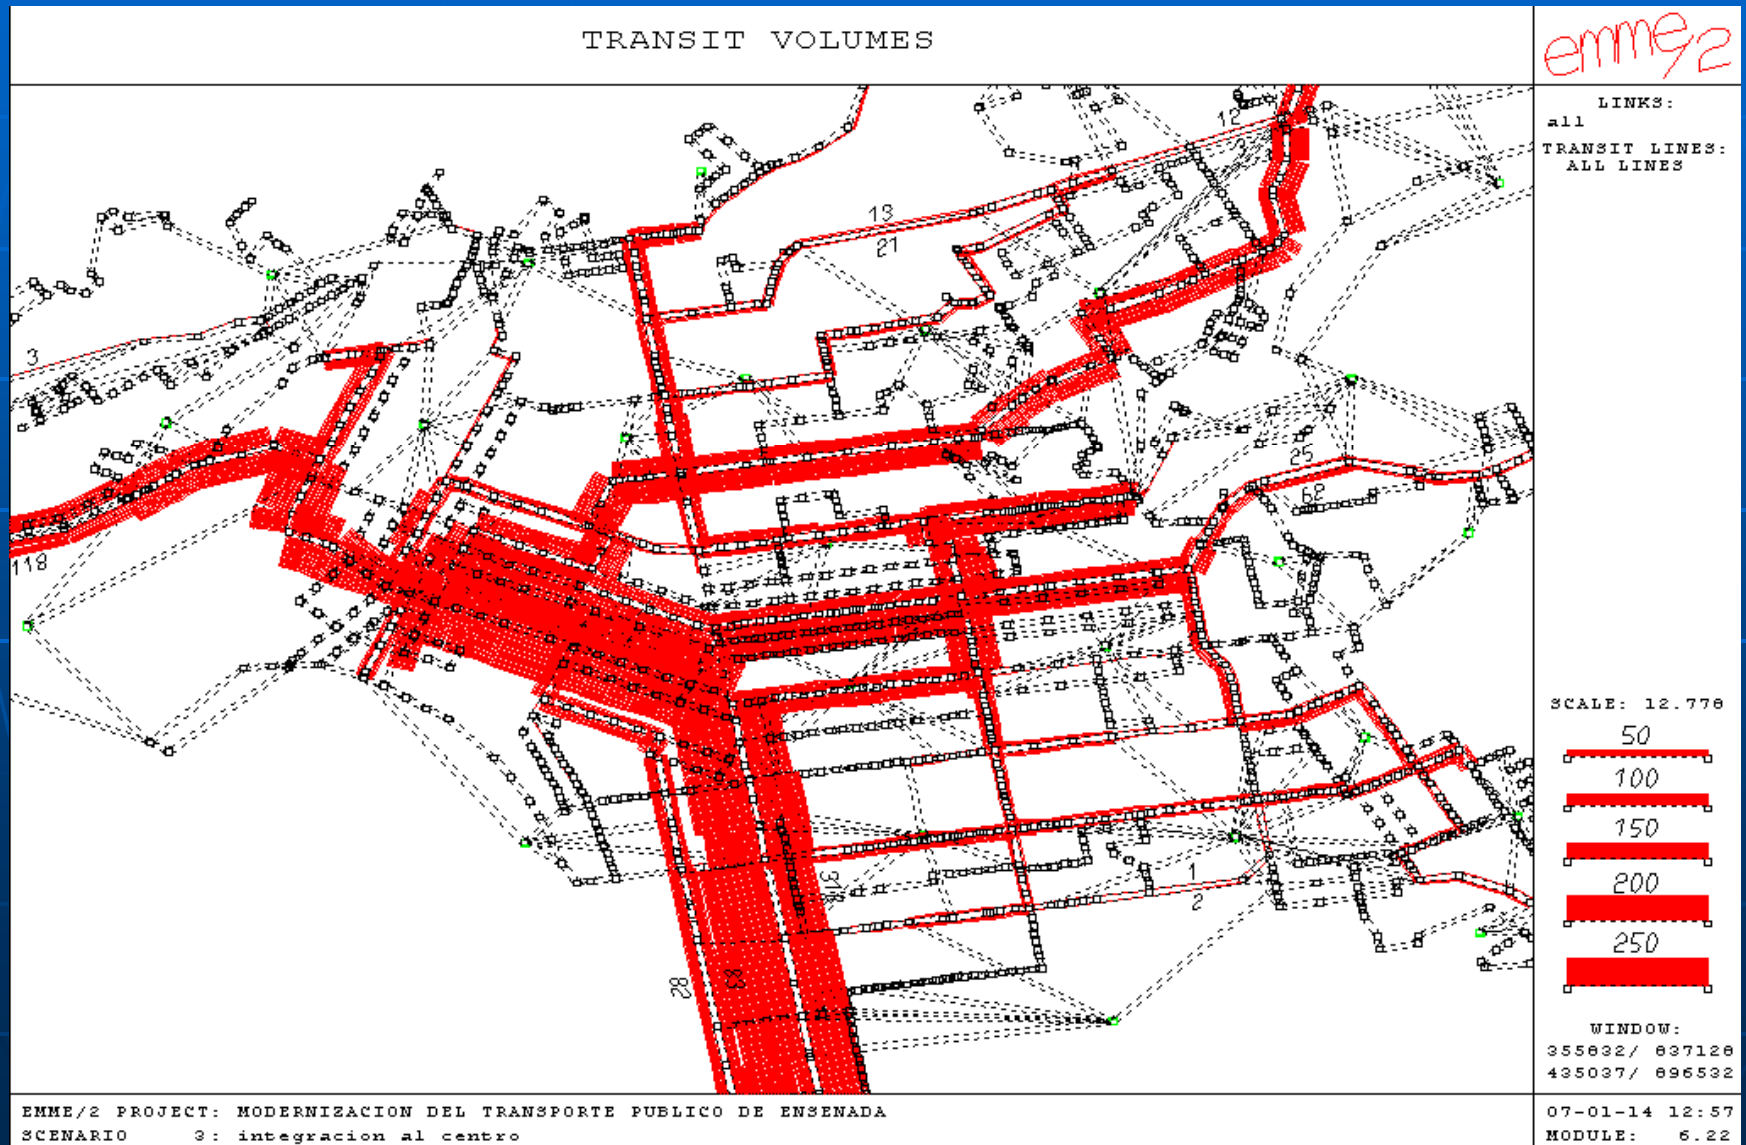 TRANSIT VOLUMES
emme/2
LINKS:
all
TRANSIT LINES:
ALL LINES
12
13
21
3
25
62
118
1
2
318
82
83
SCALE: 12.778
50
100
150
200
250
WINDOW:
355832/ 837128
435037/ 896532
EMME/2 PROJECT: MODERNIZACION DEL TRANSPORTE PUBLICO DE ENSENADA
SCENARIO 3: integracion al centro
07-01-14 12:57
MODULE: 6.22